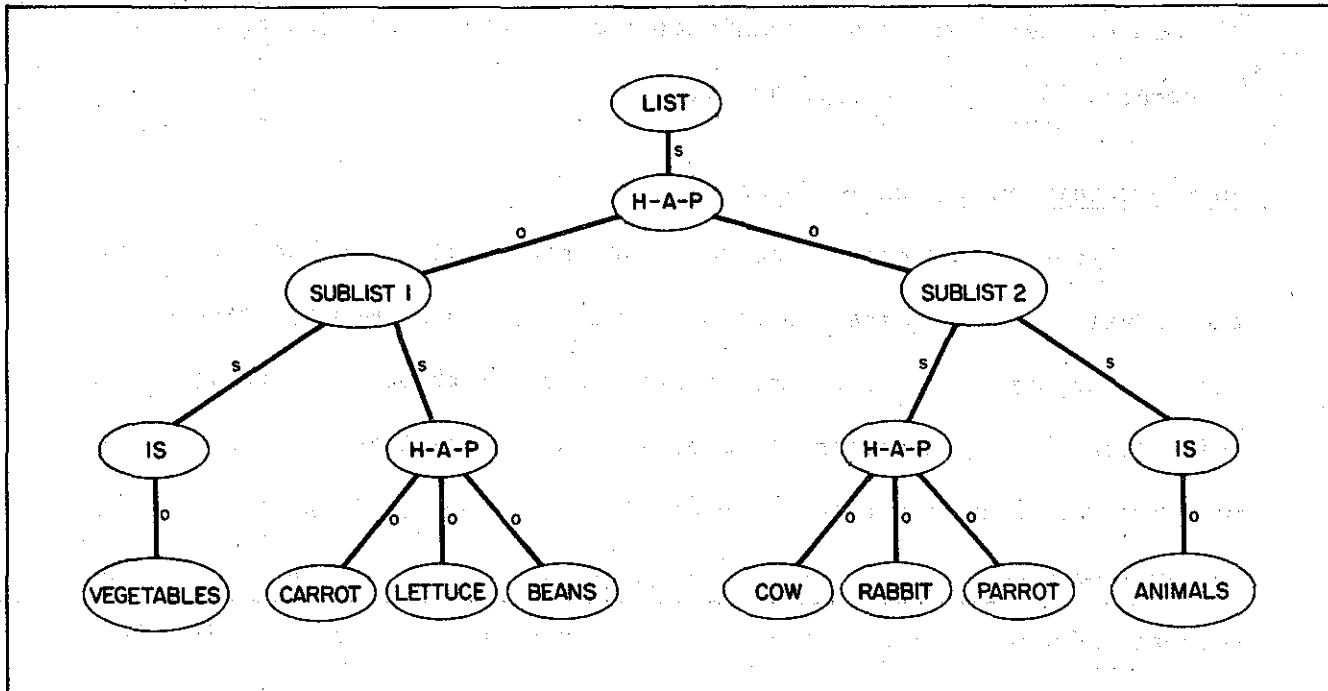 LIST
s
H-A-P
o o
SUBLIST 1 SUBLIST 2
s s s s
IS H-A-P H-A-P IS
o o o o o o o o
VEGETABLES CARROT LETTUCE BEANS COW RABBIT PARROT ANIMALS